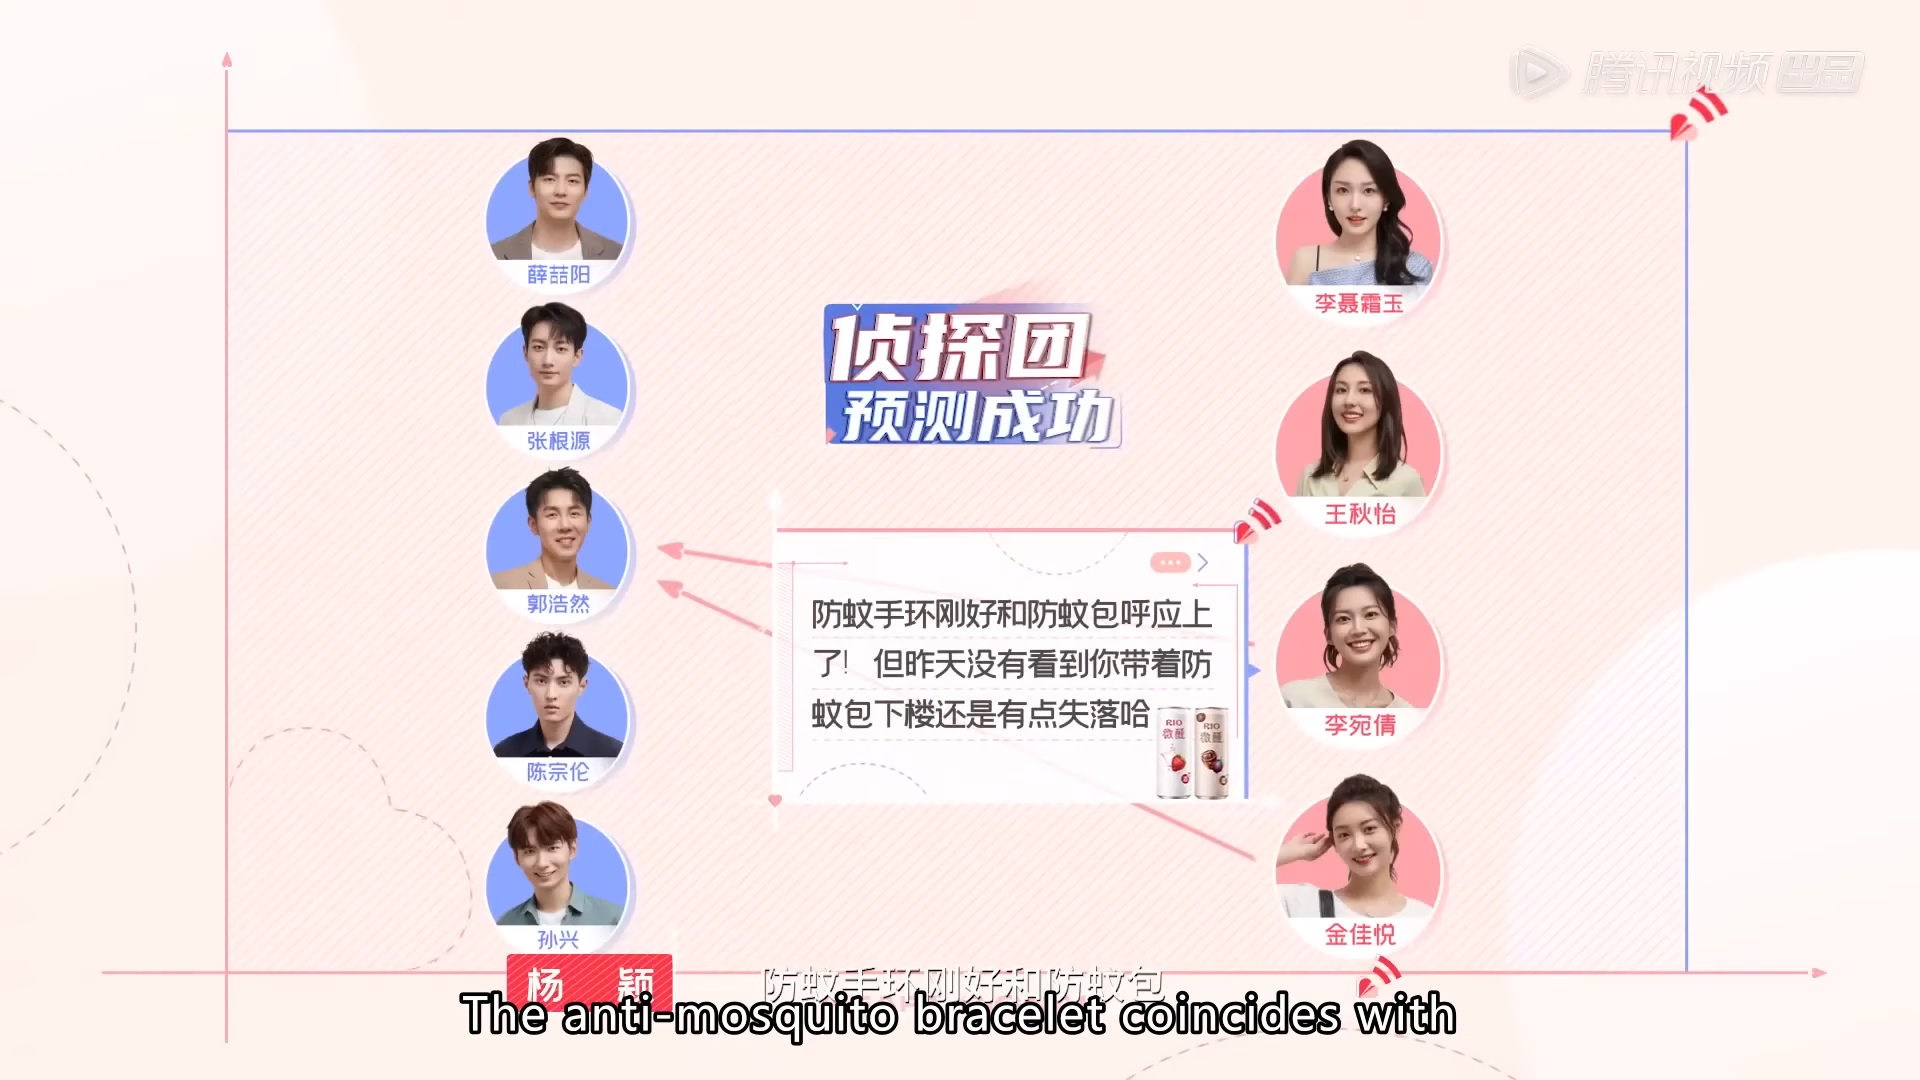 腾讯视频 出品
薛喆阳
李聂霜玉
侦探团
预测成功
张根源
王秋怡
郭浩然
防蚊手环刚好和防蚊包呼应上
了! 但昨天没有看到你带着防
蚊包下楼还是有点失落哈
RIO
微醺
RIO
微醺
李宛倩
陈宗伦
孙兴
金佳悦
杨 颖
防蚊手环刚好和防蚊包
The anti-mosquito bracelet coincides with